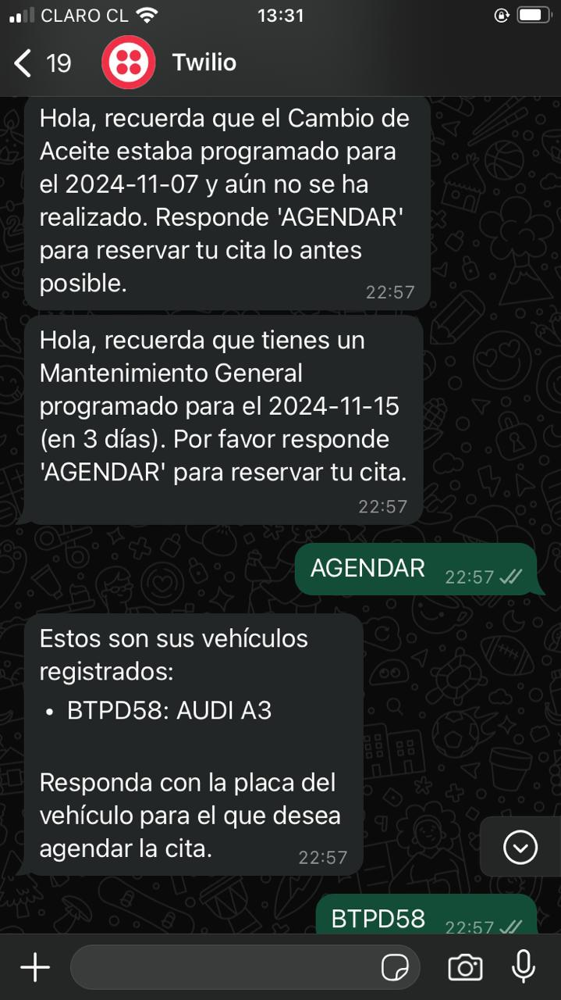 CLARO CL 13:31
19 Twilio
Hola, recuerda que el Cambio de
Aceite estaba programado para
el 2024-11-07 y aún no se ha
realizado. Responde 'AGENDAR'
para reservar tu cita lo antes
posible. 22:57
Hola, recuerda que tienes un
Mantenimiento General
programado para el 2024-11-15
(en 3 días). Por favor responde
'AGENDAR' para reservar tu cita.
22:57
AGENDAR 22:57
Estos son sus vehículos
registrados:
• BTPD58: AUDI A3
Responda con la placa del
vehículo para el que desea
agendar la cita. 22:57
BTPD58 22:57